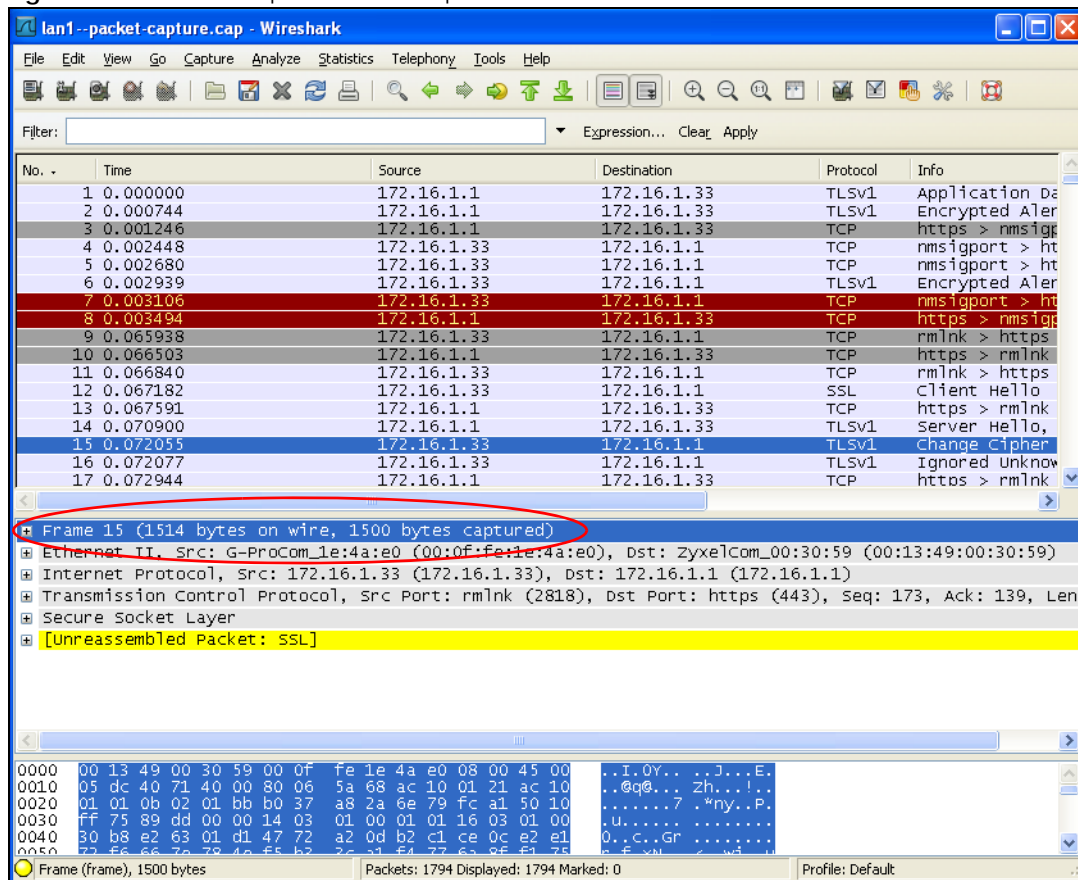 lan1--packet-capture.cap - Wireshark
File Edit View Go Capture Analyze Statistics Telephony Tools Help
Filter: Expression... Clear Apply
No. Time Source Destination Protocol Info
1 0.000000 172.16.1.1 172.16.1.33 TLSv1 Application Da
2 0.000744 172.16.1.1 172.16.1.33 TLSv1 Encrypted Aler
3 0.001246 172.16.1.1 172.16.1.33 TCP https > nmsigp
4 0.002448 172.16.1.33 172.16.1.1 TCP nmsigport > ht
5 0.002680 172.16.1.33 172.16.1.1 TCP nmsigport > ht
6 0.002939 172.16.1.33 172.16.1.1 TLSv1 Encrypted Aler
7 0.003106 172.16.1.33 172.16.1.1 TCP nmsigport > ht
8 0.003494 172.16.1.1 172.16.1.33 TCP https > nmsigp
9 0.065938 172.16.1.33 172.16.1.1 TCP rmlnk > https
10 0.066503 172.16.1.1 172.16.1.33 TCP https > rmlnk
11 0.066840 172.16.1.33 172.16.1.1 TCP rmlnk > https
12 0.067182 172.16.1.33 172.16.1.1 SSL Client Hello
13 0.067591 172.16.1.1 172.16.1.33 TCP https > rmlnk
14 0.070900 172.16.1.1 172.16.1.33 TLSv1 Server Hello,
15 0.072055 172.16.1.33 172.16.1.1 TLSv1 Change Cipher
16 0.072077 172.16.1.33 172.16.1.1 TLSv1 Ignored Unknow
17 0.072944 172.16.1.1 172.16.1.33 TCP https > rmlnk
Frame 15 (1514 bytes on wire, 1500 bytes captured)
Ethernet II, Src: G-ProCom_1e:4a:e0 (00:0f:fe:1e:4a:e0), Dst: ZyxelCom_00:30:59 (00:13:49:00:30:59)
Internet Protocol, Src: 172.16.1.33 (172.16.1.33), Dst: 172.16.1.1 (172.16.1.1)
Transmission Control Protocol, Src Port: rmlnk (2818), Dst Port: https (443), Seq: 173, Ack: 139, Len
Secure Socket Layer
[Unreassembled Packet: SSL]
0000 00 13 49 00 30 59 00 0f fe 1e 4a e0 08 00 45 00 ..I.0Y.. ..J...E.
0010 05 dc 40 71 40 00 80 06 5a 68 ac 10 01 21 ac 10 ..@q@... Zh...!..
0020 01 01 0b 02 01 bb b0 37 a8 2a 6e 79 fc a1 50 10 .......7 .*ny..P.
0030 ff 75 89 dd 00 00 14 03 01 00 01 01 16 03 01 00 .u...... ........
0040 30 b8 e2 63 01 d1 47 72 a2 0d b2 c1 ce 0c e2 e1 0..c..Gr ........
0050
Frame (frame), 1500 bytes Packets: 1794 Displayed: 1794 Marked: 0 Profile: Default